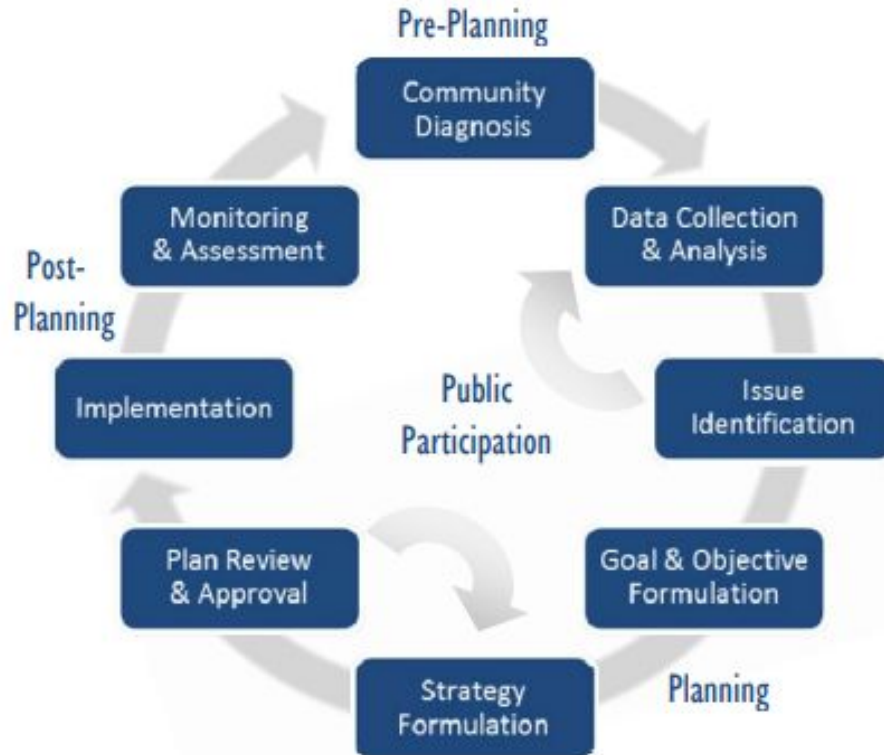 Pre-Planning
Community
Diagnosis
Data Collection
& Analysis
Issue
Identification
Goal & Objective
Formulation
Planning
Strategy
Formulation
Plan Review
& Approval
Implementation
Post-
Planning
Monitoring
& Assessment
Public
Participation